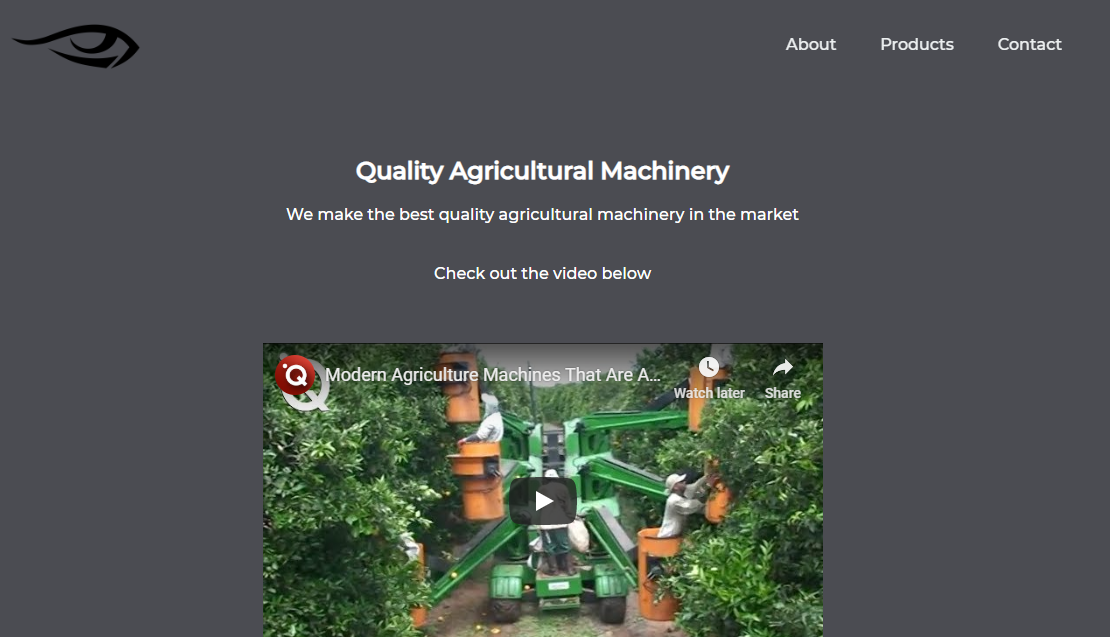 About
Products
Contact
Quality Agricultural Machinery
We make the best quality agricultural machinery in the market
Check out the video below
Q
Modern Agriculture Machines That Are A...
Watch later
Share